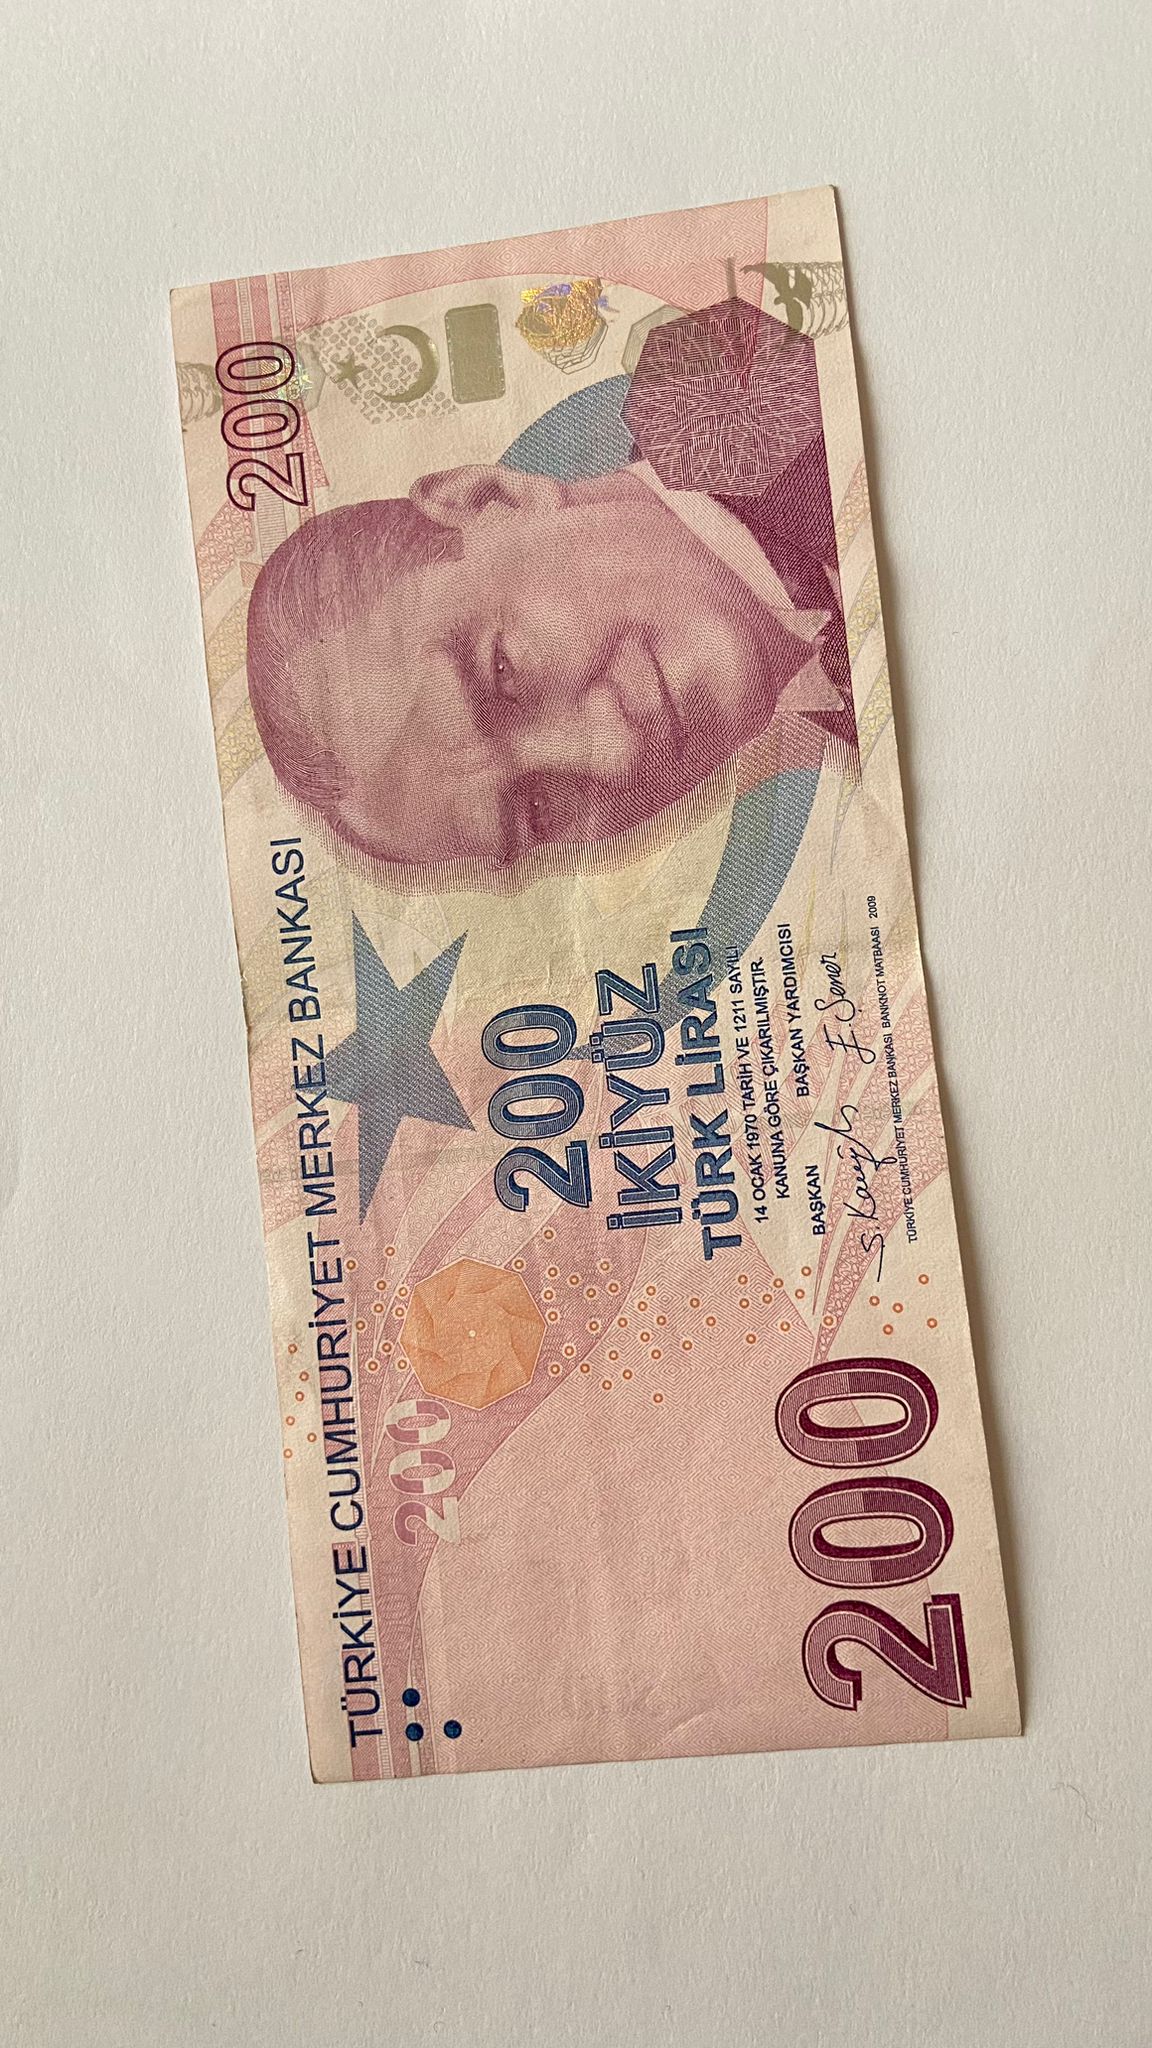 TÜRKİYE CUMHURİYET MERKEZ BANKASI
200
200
200
İKİYÜZ
TÜRK LİRASI
14 OCAK 1970 TARİH VE 1211 SAYILI
KANUNA GÖRE ÇIKARILMIŞTIR.
BAŞKAN BAŞKAN YARDIMCISI
E. Şener
TÜRKİYE CUMHURİYET MERKEZ BANKASI BANKNOT MATBAASI 2009
200